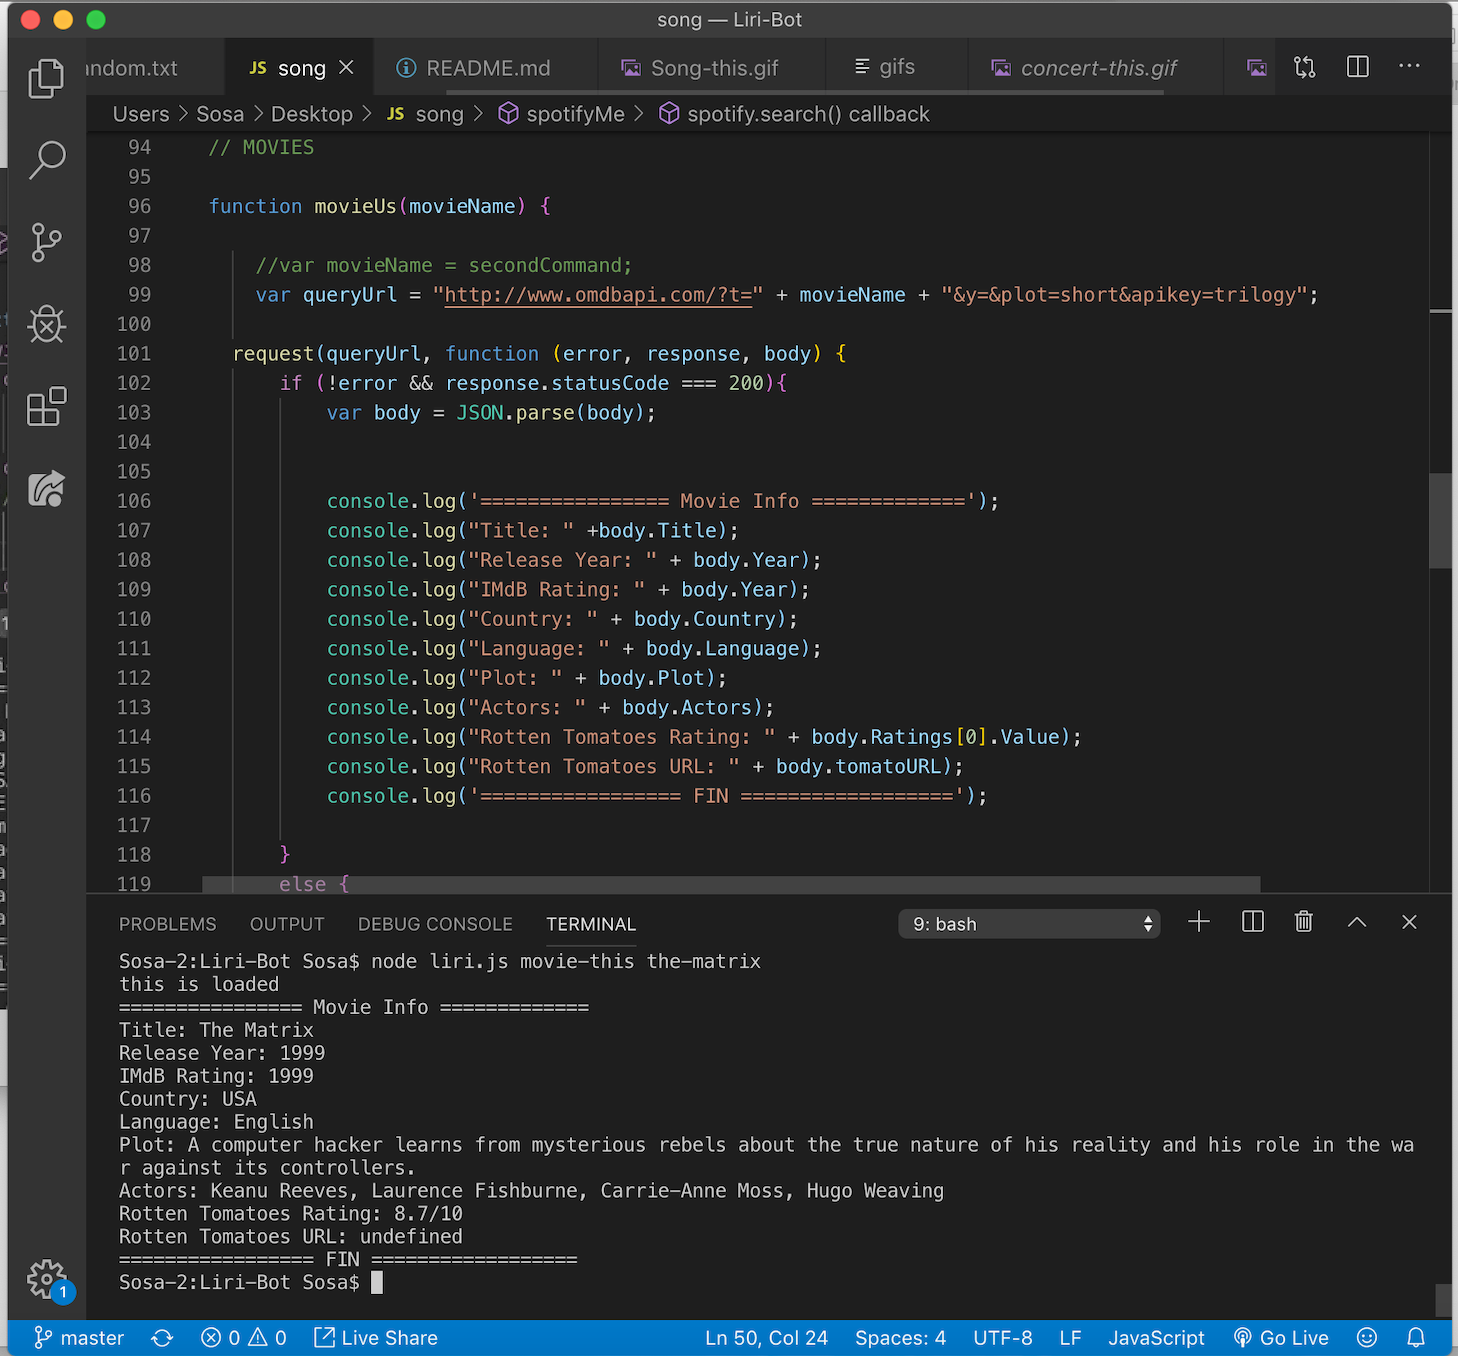 song — Liri-Bot
andom.txt
JS song
README.md
Song-this.gif
gifs
concert-this.gif
Users > Sosa > Desktop > JS song > spotifyMe > spotify.search() callback
94 // MOVIES
95
96 function movieUs(movieName) {
97
98 //var movieName = secondCommand;
99 var queryUrl = "http://www.omdbapi.com/?t=" + movieName + "&y=&plot=short&apikey=trilogy";
100
101 request(queryUrl, function (error, response, body) {
102 if (!error && response.statusCode === 200){
103 var body = JSON.parse(body);
104
105
106 console.log('================ Movie Info =============');
107 console.log("Title: " +body.Title);
108 console.log("Release Year: " + body.Year);
109 console.log("IMdB Rating: " + body.Year);
110 console.log("Country: " + body.Country);
111 console.log("Language: " + body.Language);
112 console.log("Plot: " + body.Plot);
113 console.log("Actors: " + body.Actors);
114 console.log("Rotten Tomatoes Rating: " + body.Ratings[0].Value);
115 console.log("Rotten Tomatoes URL: " + body.tomatoURL);
116 console.log('================= FIN ==================');
117
118 }
119 else {
PROBLEMS OUTPUT DEBUG CONSOLE TERMINAL 9: bash
Sosa-2:Liri-Bot Sosa$ node liri.js movie-this the-matrix
this is loaded
================ Movie Info =============
Title: The Matrix
Release Year: 1999
IMdB Rating: 1999
Country: USA
Language: English
Plot: A computer hacker learns from mysterious rebels about the true nature of his reality and his role in the wa
r against its controllers.
Actors: Keanu Reeves, Laurence Fishburne, Carrie-Anne Moss, Hugo Weaving
Rotten Tomatoes Rating: 8.7/10
Rotten Tomatoes URL: undefined
================= FIN ==================
Sosa-2:Liri-Bot Sosa$
1
master 0 0 Live Share Ln 50, Col 24 Spaces: 4 UTF-8 LF JavaScript Go Live